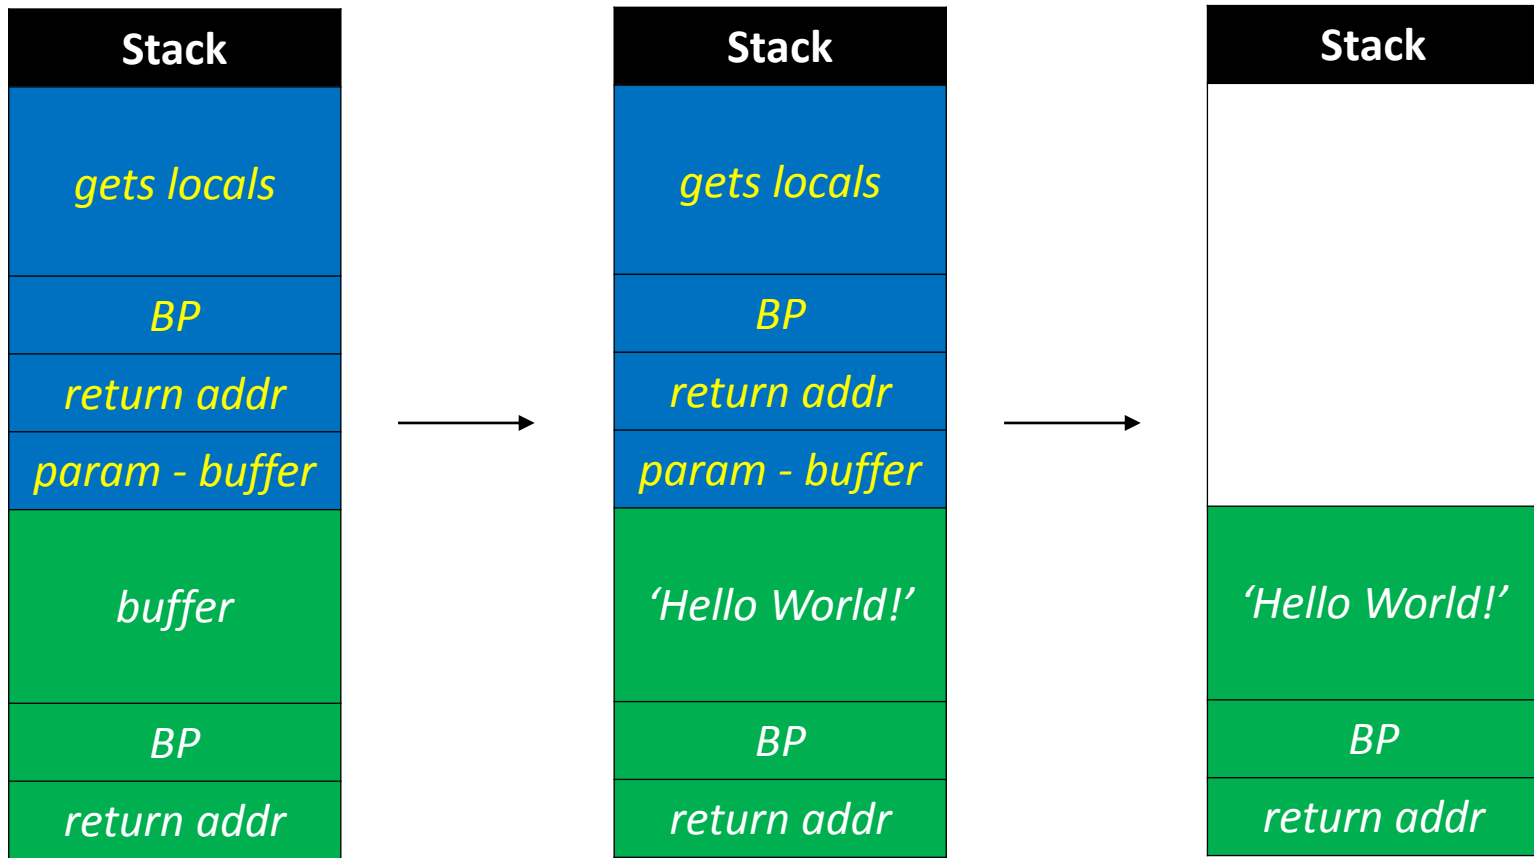 Stack
gets locals
BP
return addr
param - buffer
buffer
BP
return addr
Stack
gets locals
BP
return addr
param - buffer
‘Hello World!’
BP
return addr
Stack
‘Hello World!’
BP
return addr